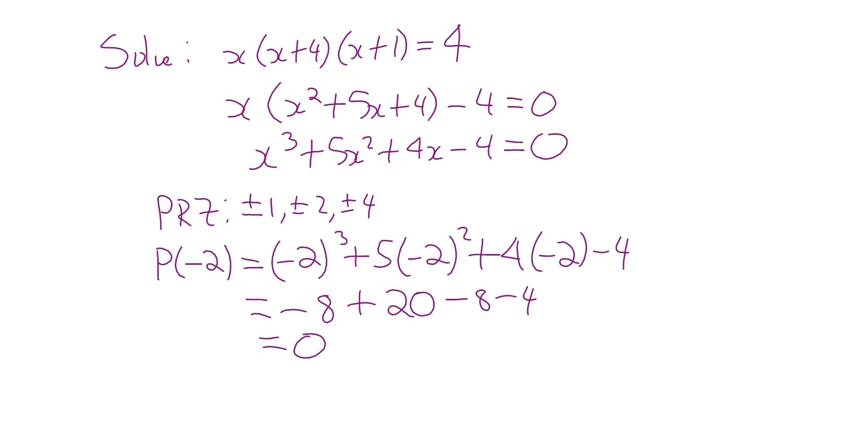 Solve: x(x+4)(x+1)=4
x(x²+5x+4)-4=0
x³+5x²+4x-4=0
PRZ: ±1,±2,±4
P(-2)=(-2)³+5(-2)²+4(-2)-4
=-8+20-8-4
=0